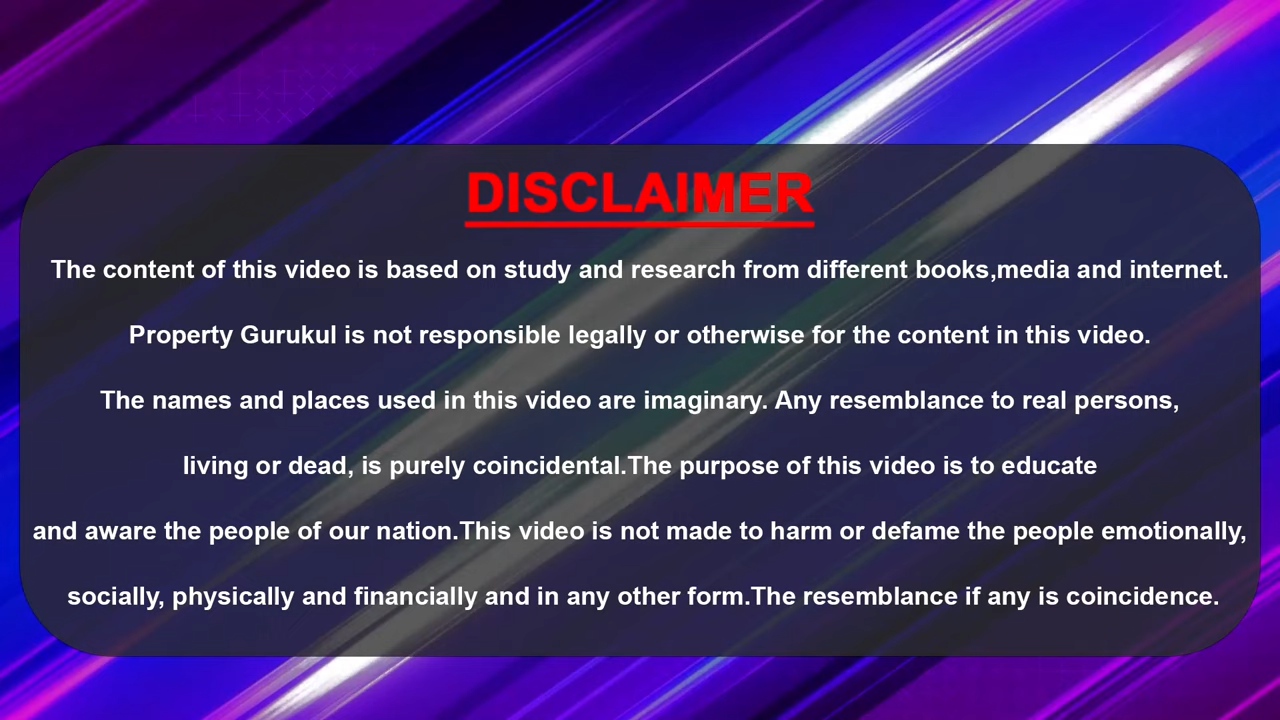 DISCLAIMER
The content of this video is based on study and research from different books,media and internet.
Property Gurukul is not responsible legally or otherwise for the content in this video.
The names and places used in this video are imaginary. Any resemblance to real persons,
living or dead, is purely coincidental.The purpose of this video is to educate
and aware the people of our nation.This video is not made to harm or defame the people emotionally,
socially, physically and financially and in any other form.The resemblance if any is coincidence.